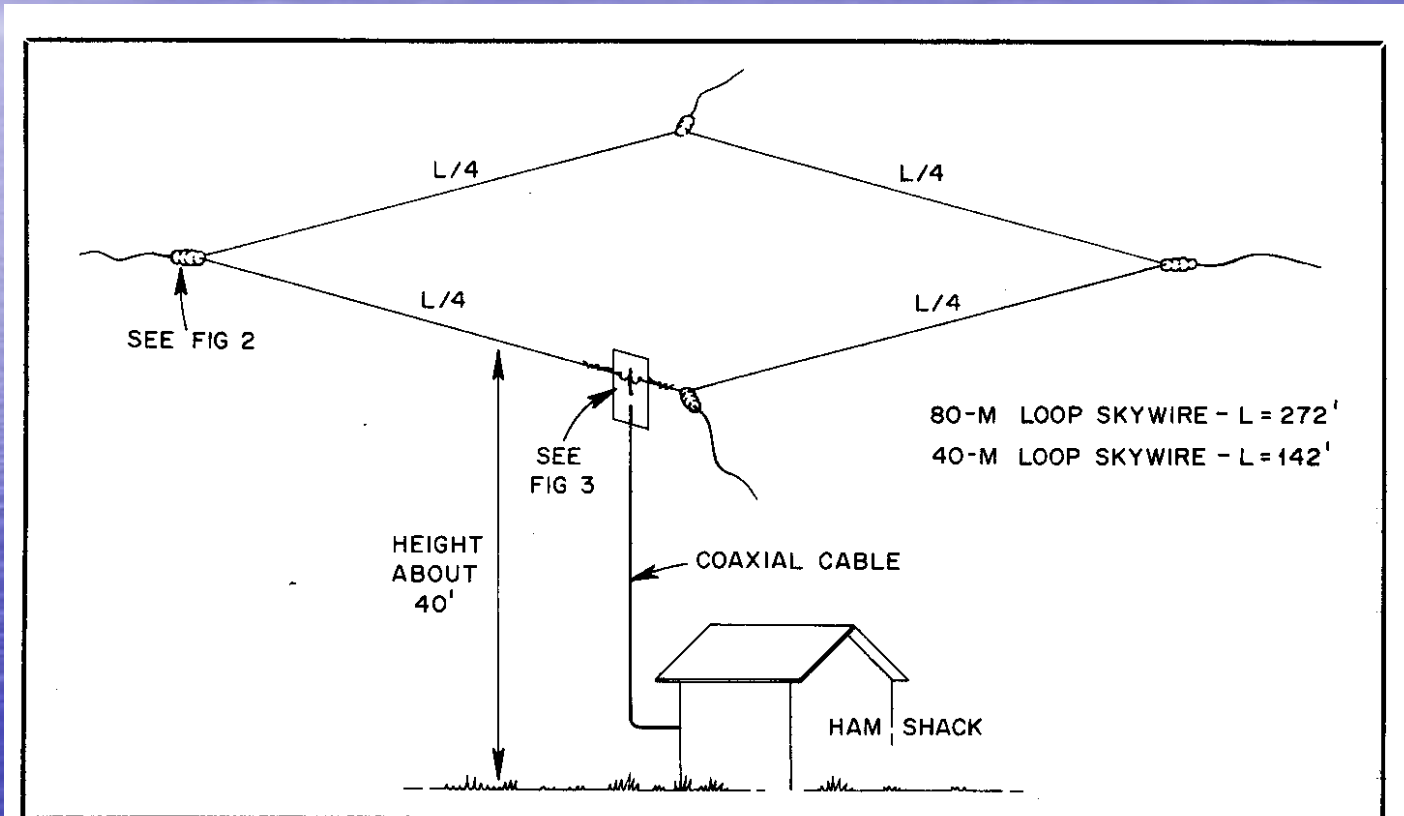 L/4
L/4
L/4
L/4
SEE FIG 2
SEE
FIG 3
80-M LOOP SKYWIRE - L = 272'
40-M LOOP SKYWIRE - L = 142'
HEIGHT
ABOUT
40'
COAXIAL CABLE
HAM SHACK